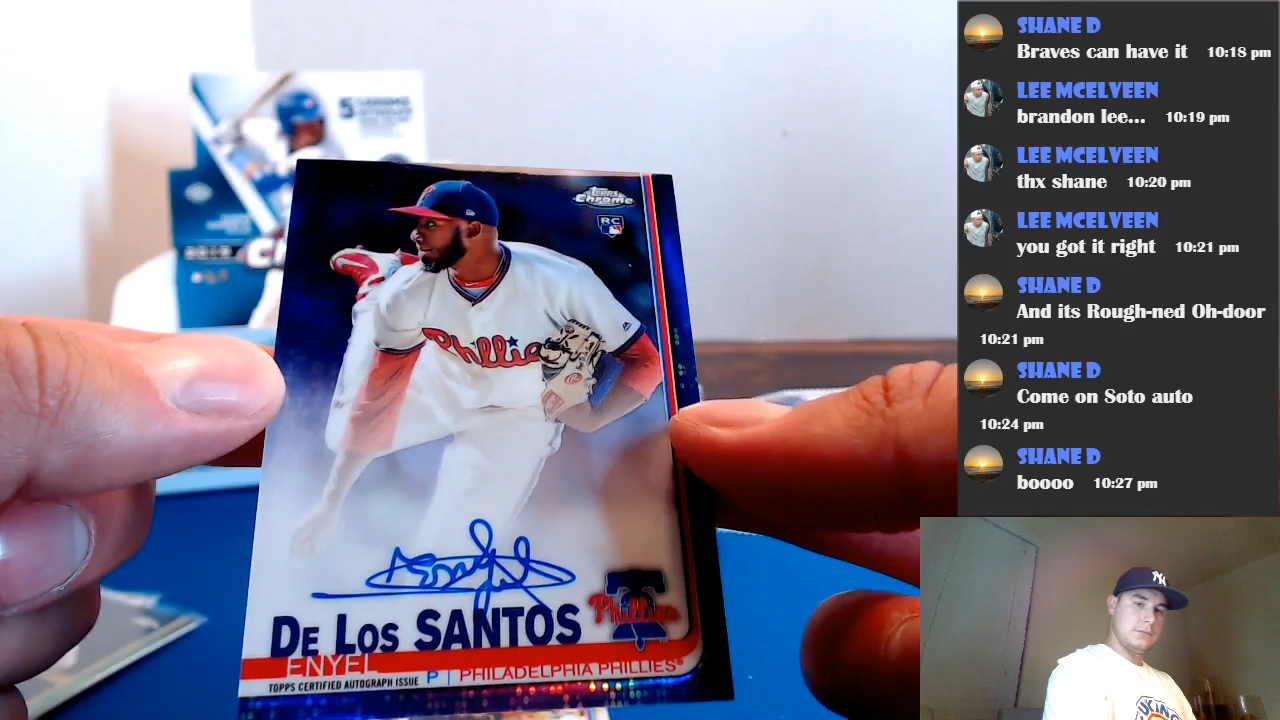 5
Topps
Chrome
RC
Phillie
DE LOS SANTOS
Phillies
ENYEL
TOPPS CERTIFIED AUTOGRAPH ISSUE P PHILADELPHIA PHILLIES®
SHANE D
Braves can have it 10:18 pm
LEE MCELVEEN
brandon lee... 10:19 pm
LEE MCELVEEN
thx shane 10:20 pm
LEE MCELVEEN
you got it right 10:21 pm
SHANE D
And its Rough-ned Oh-door
10:21 pm
SHANE D
Come on Soto auto
10:24 pm
SHANE D
boooo 10:27 pm
NY